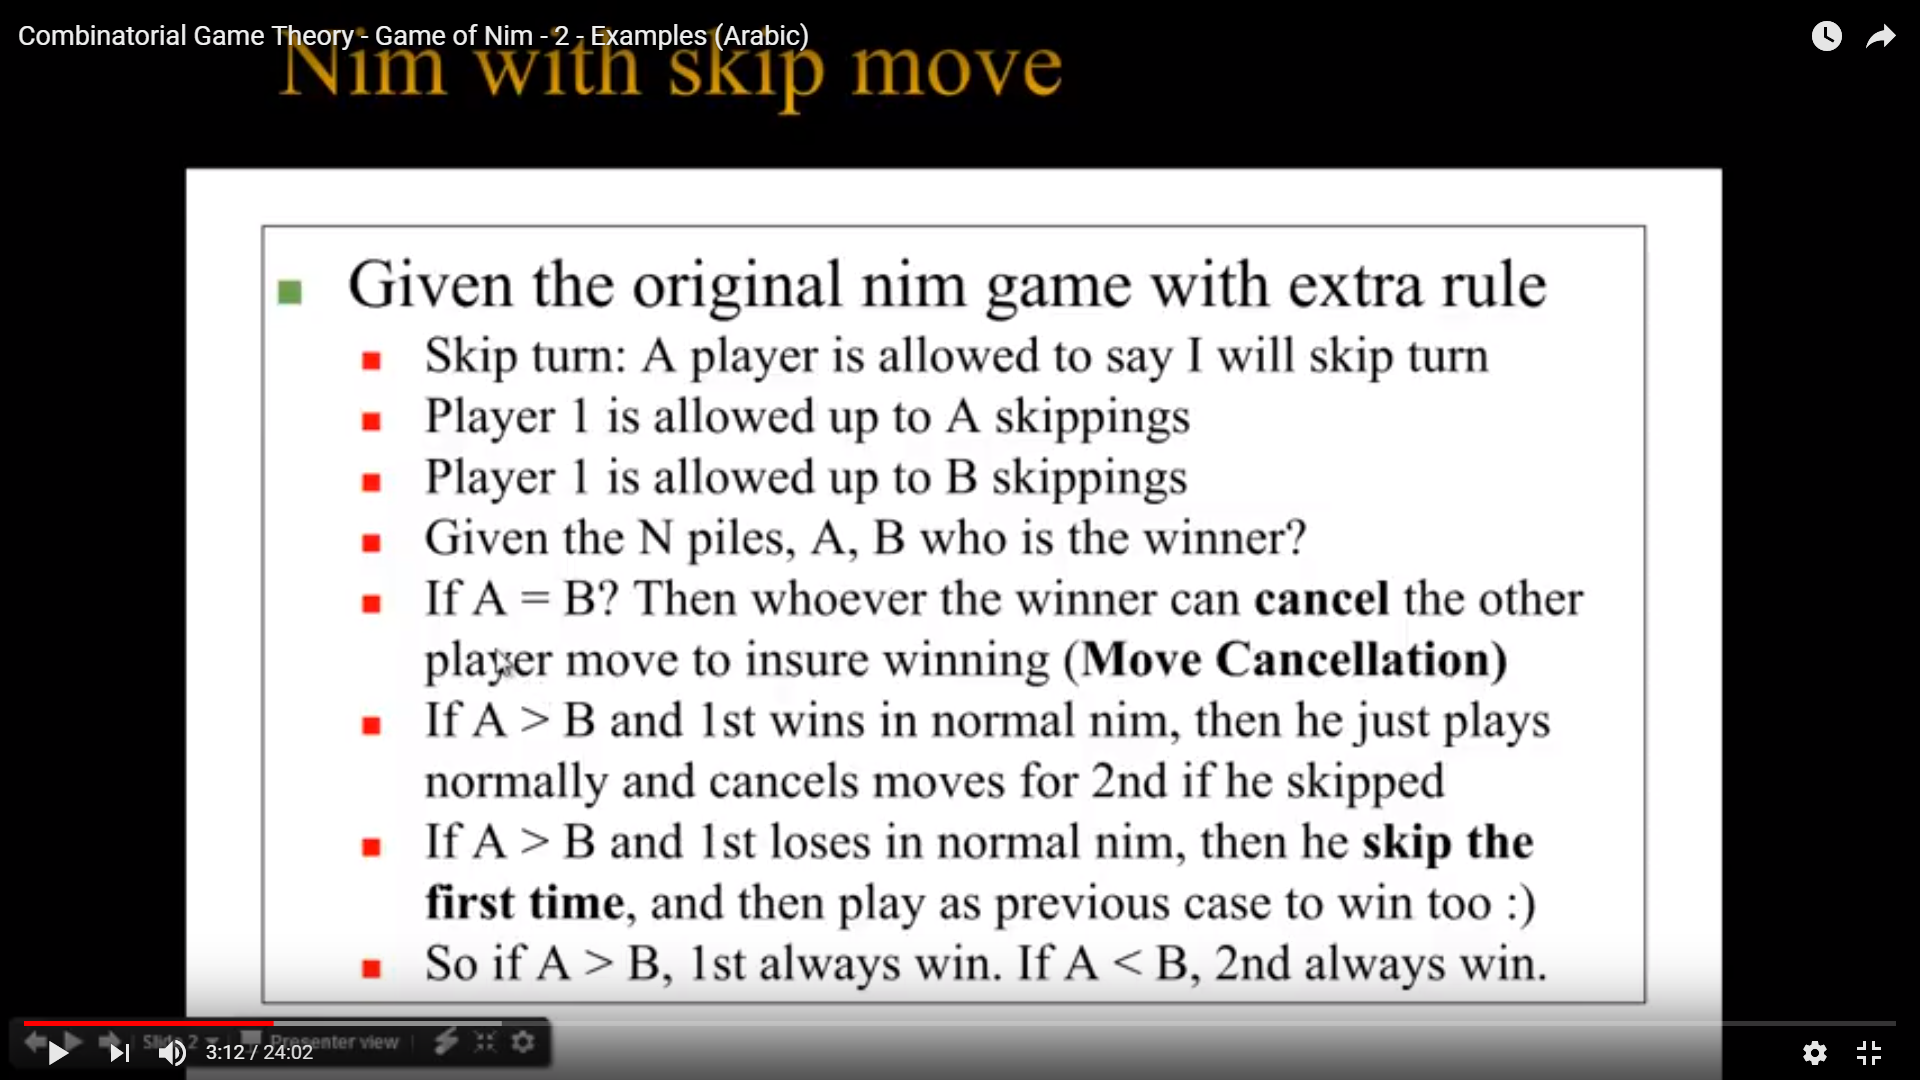 Combinatorial Game Theory - Game of Nim - 2 - Examples (Arabic)
Nim with skip move
Given the original nim game with extra rule
Skip turn: A player is allowed to say I will skip turn
Player 1 is allowed up to A skippings
Player 1 is allowed up to B skippings
Given the N piles, A, B who is the winner?
If A = B? Then whoever the winner can cancel the other
player move to insure winning (Move Cancellation)
If A > B and 1st wins in normal nim, then he just plays
normally and cancels moves for 2nd if he skipped
If A > B and 1st loses in normal nim, then he skip the
first time, and then play as previous case to win too :)
So if A > B, 1st always win. If A < B, 2nd always win.
Slide 2 Presenter view
3:12 / 24:02